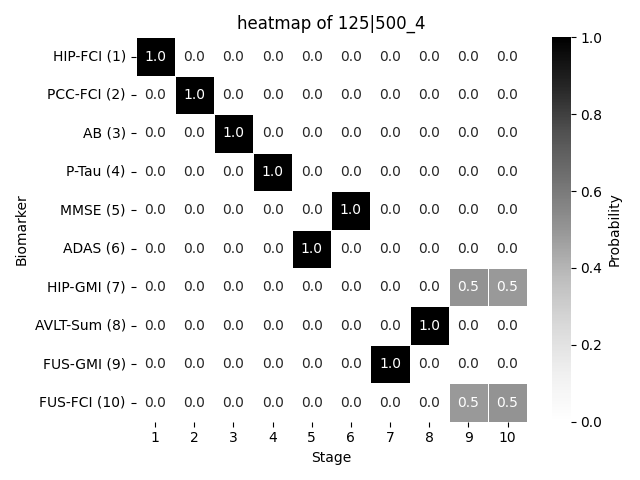 heatmap of 125|500_4
HIP-FCI (1) 1.0 0.0 0.0 0.0 0.0 0.0 0.0 0.0 0.0 0.0
PCC-FCI (2) 0.0 1.0 0.0 0.0 0.0 0.0 0.0 0.0 0.0 0.0
AB (3) 0.0 0.0 1.0 0.0 0.0 0.0 0.0 0.0 0.0 0.0
P-Tau (4) 0.0 0.0 0.0 1.0 0.0 0.0 0.0 0.0 0.0 0.0
MMSE (5) 0.0 0.0 0.0 0.0 0.0 1.0 0.0 0.0 0.0 0.0
ADAS (6) 0.0 0.0 0.0 0.0 1.0 0.0 0.0 0.0 0.0 0.0
HIP-GMI (7) 0.0 0.0 0.0 0.0 0.0 0.0 0.0 0.0 0.5 0.5
AVLT-Sum (8) 0.0 0.0 0.0 0.0 0.0 0.0 0.0 1.0 0.0 0.0
FUS-GMI (9) 0.0 0.0 0.0 0.0 0.0 0.0 1.0 0.0 0.0 0.0
FUS-FCI (10) 0.0 0.0 0.0 0.0 0.0 0.0 0.0 0.0 0.5 0.5
1 2 3 4 5 6 7 8 9 10
Stage
Biomarker
1.0
0.8
0.6
0.4
0.2
0.0
Probability